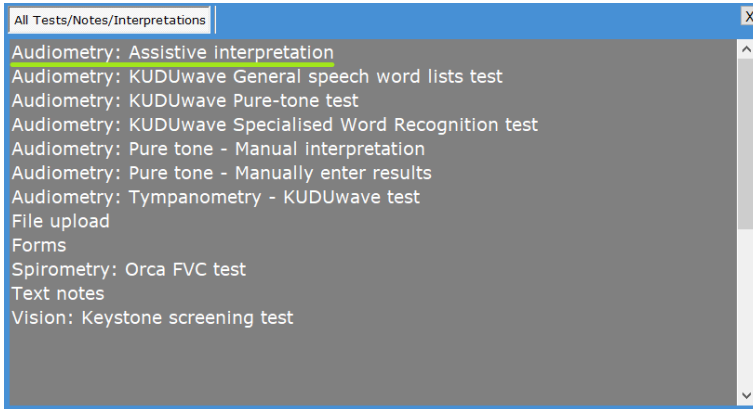 All Tests/Notes/Interpretations
X
Audiometry: Assistive interpretation
Audiometry: KUDUwave General speech word lists test
Audiometry: KUDUwave Pure-tone test
Audiometry: KUDUwave Specialised Word Recognition test
Audiometry: Pure tone - Manual interpretation
Audiometry: Pure tone - Manually enter results
Audiometry: Tympanometry - KUDUwave test
File upload
Forms
Spirometry: Orca FVC test
Text notes
Vision: Keystone screening test